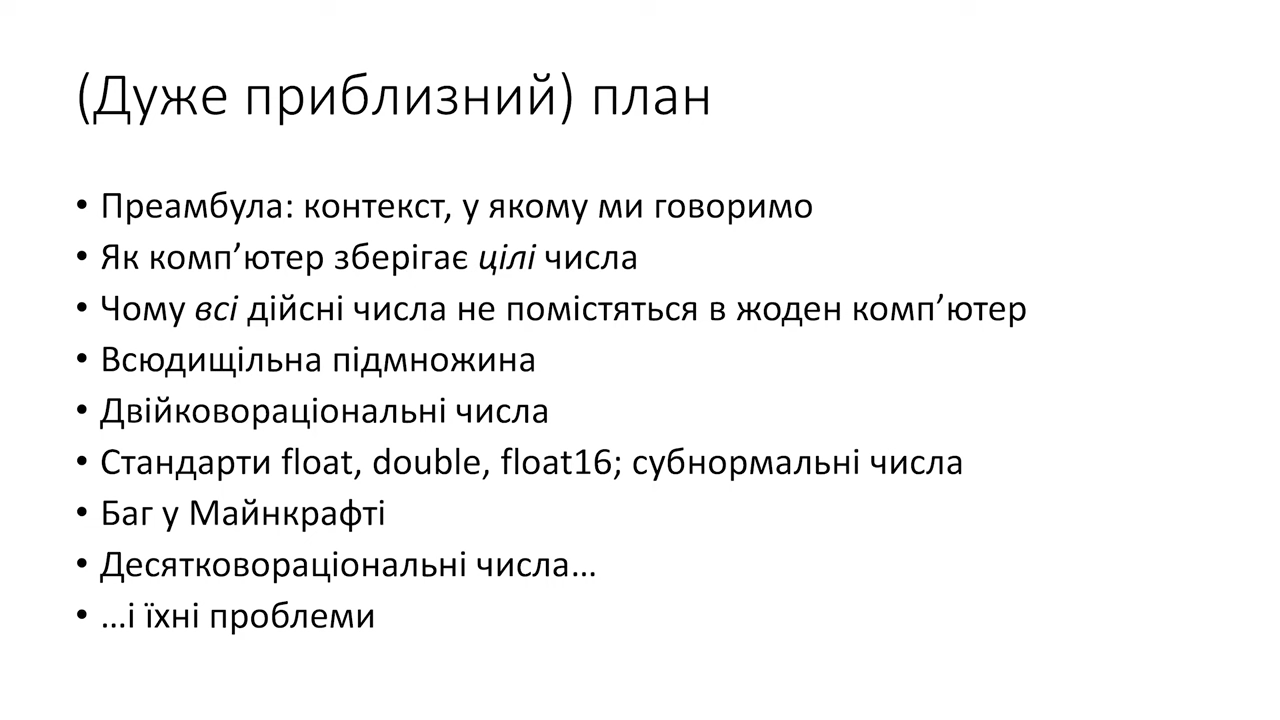 (Дуже приблизний) план
• Преамбула: контекст, у якому ми говоримо
• Як комп’ютер зберігає цілі числа
• Чому всі дійсні числа не помістяться в жоден комп’ютер
• Всюдищільна підмножина
• Двійковораціональні числа
• Стандарти float, double, float16; субнормальні числа
• Баг у Майнкрафті
• Десятковораціональні числа…
• …і їхні проблеми